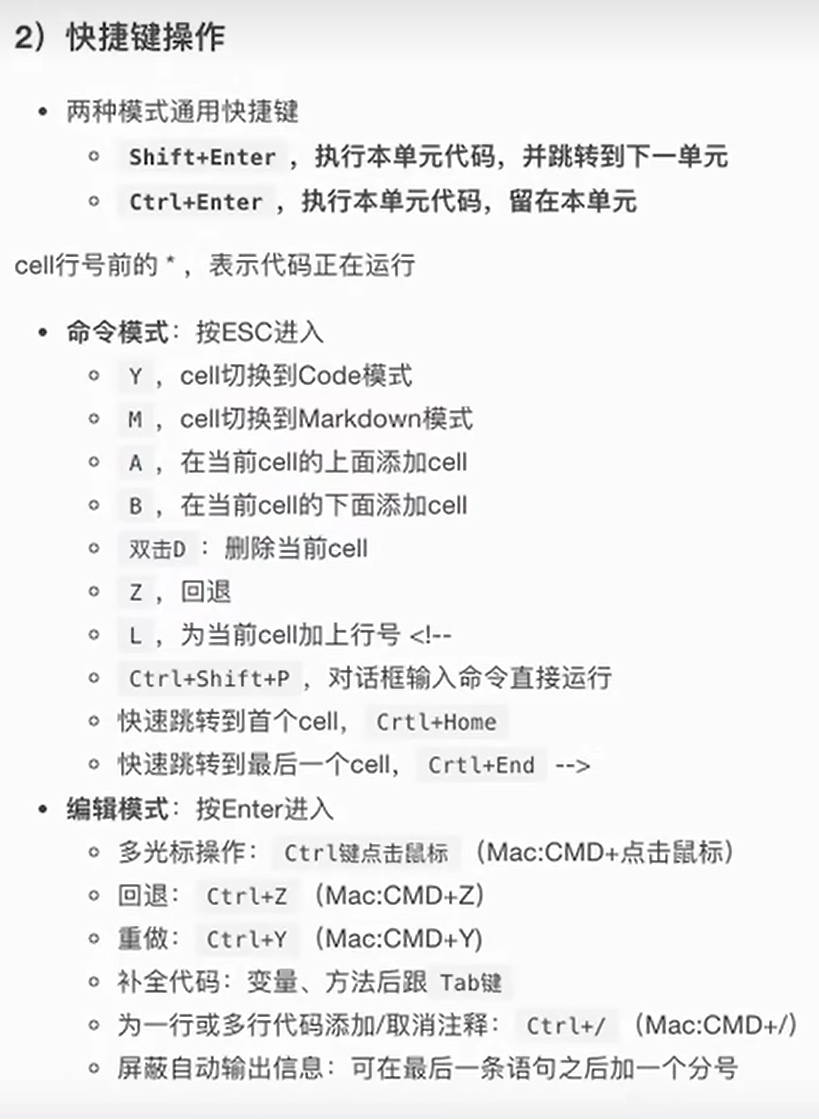 2）快捷键操作
两种模式通用快捷键
Shift+Enter ，执行本单元代码，并跳转到下一单元
Ctrl+Enter ，执行本单元代码，留在本单元
cell行号前的 * ，表示代码正在运行
命令模式：按ESC进入
Y ，cell切换到Code模式
M ，cell切换到Markdown模式
A ，在当前cell的上面添加cell
B ，在当前cell的下面添加cell
双击D ：删除当前cell
Z ，回退
L ，为当前cell加上行号 <!--
Ctrl+Shift+P ，对话框输入命令直接运行
快速跳转到首个cell， Crtl+Home
快速跳转到最后一个cell， Crtl+End -->
编辑模式：按Enter进入
多光标操作： Ctrl键点击鼠标 （Mac:CMD+点击鼠标）
回退： Ctrl+Z （Mac:CMD+Z)
重做： Ctrl+Y （Mac:CMD+Y)
补全代码：变量、方法后跟 Tab键
为一行或多行代码添加/取消注释： Ctrl+/ （Mac:CMD+/）
屏蔽自动输出信息：可在最后一条语句之后加一个分号